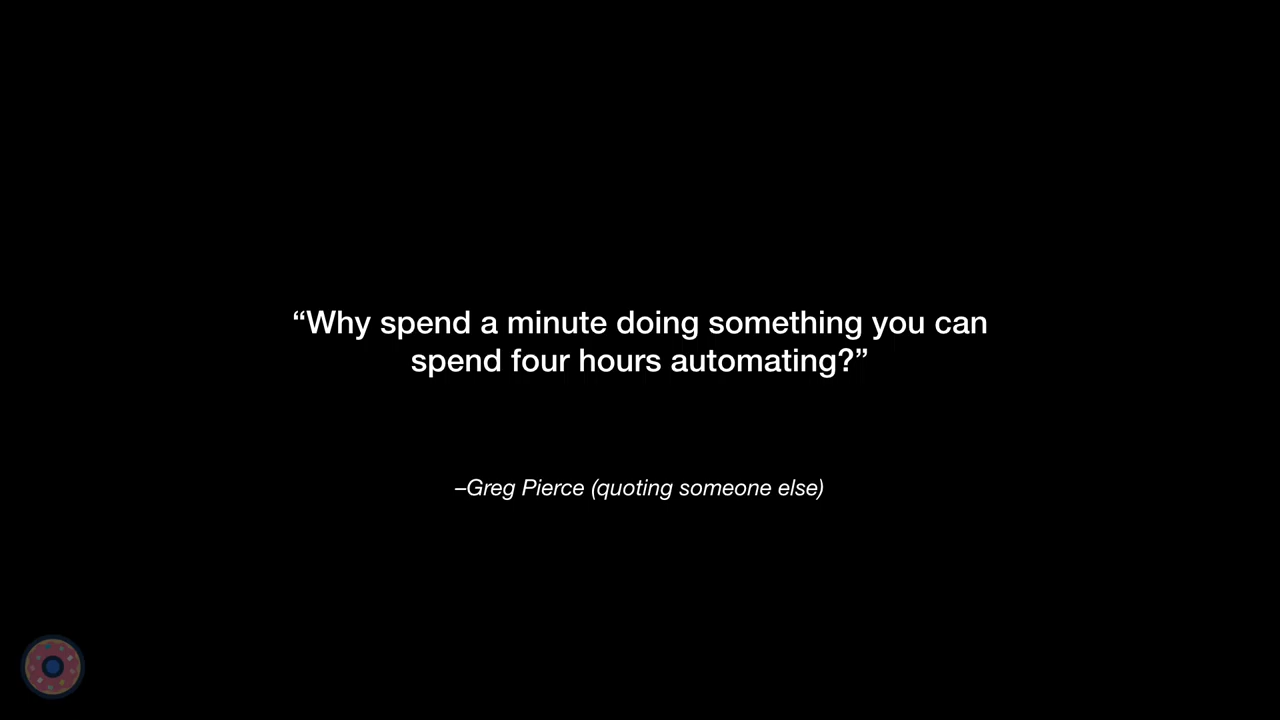 “Why spend a minute doing something you can
spend four hours automating?”
–Greg Pierce (quoting someone else)